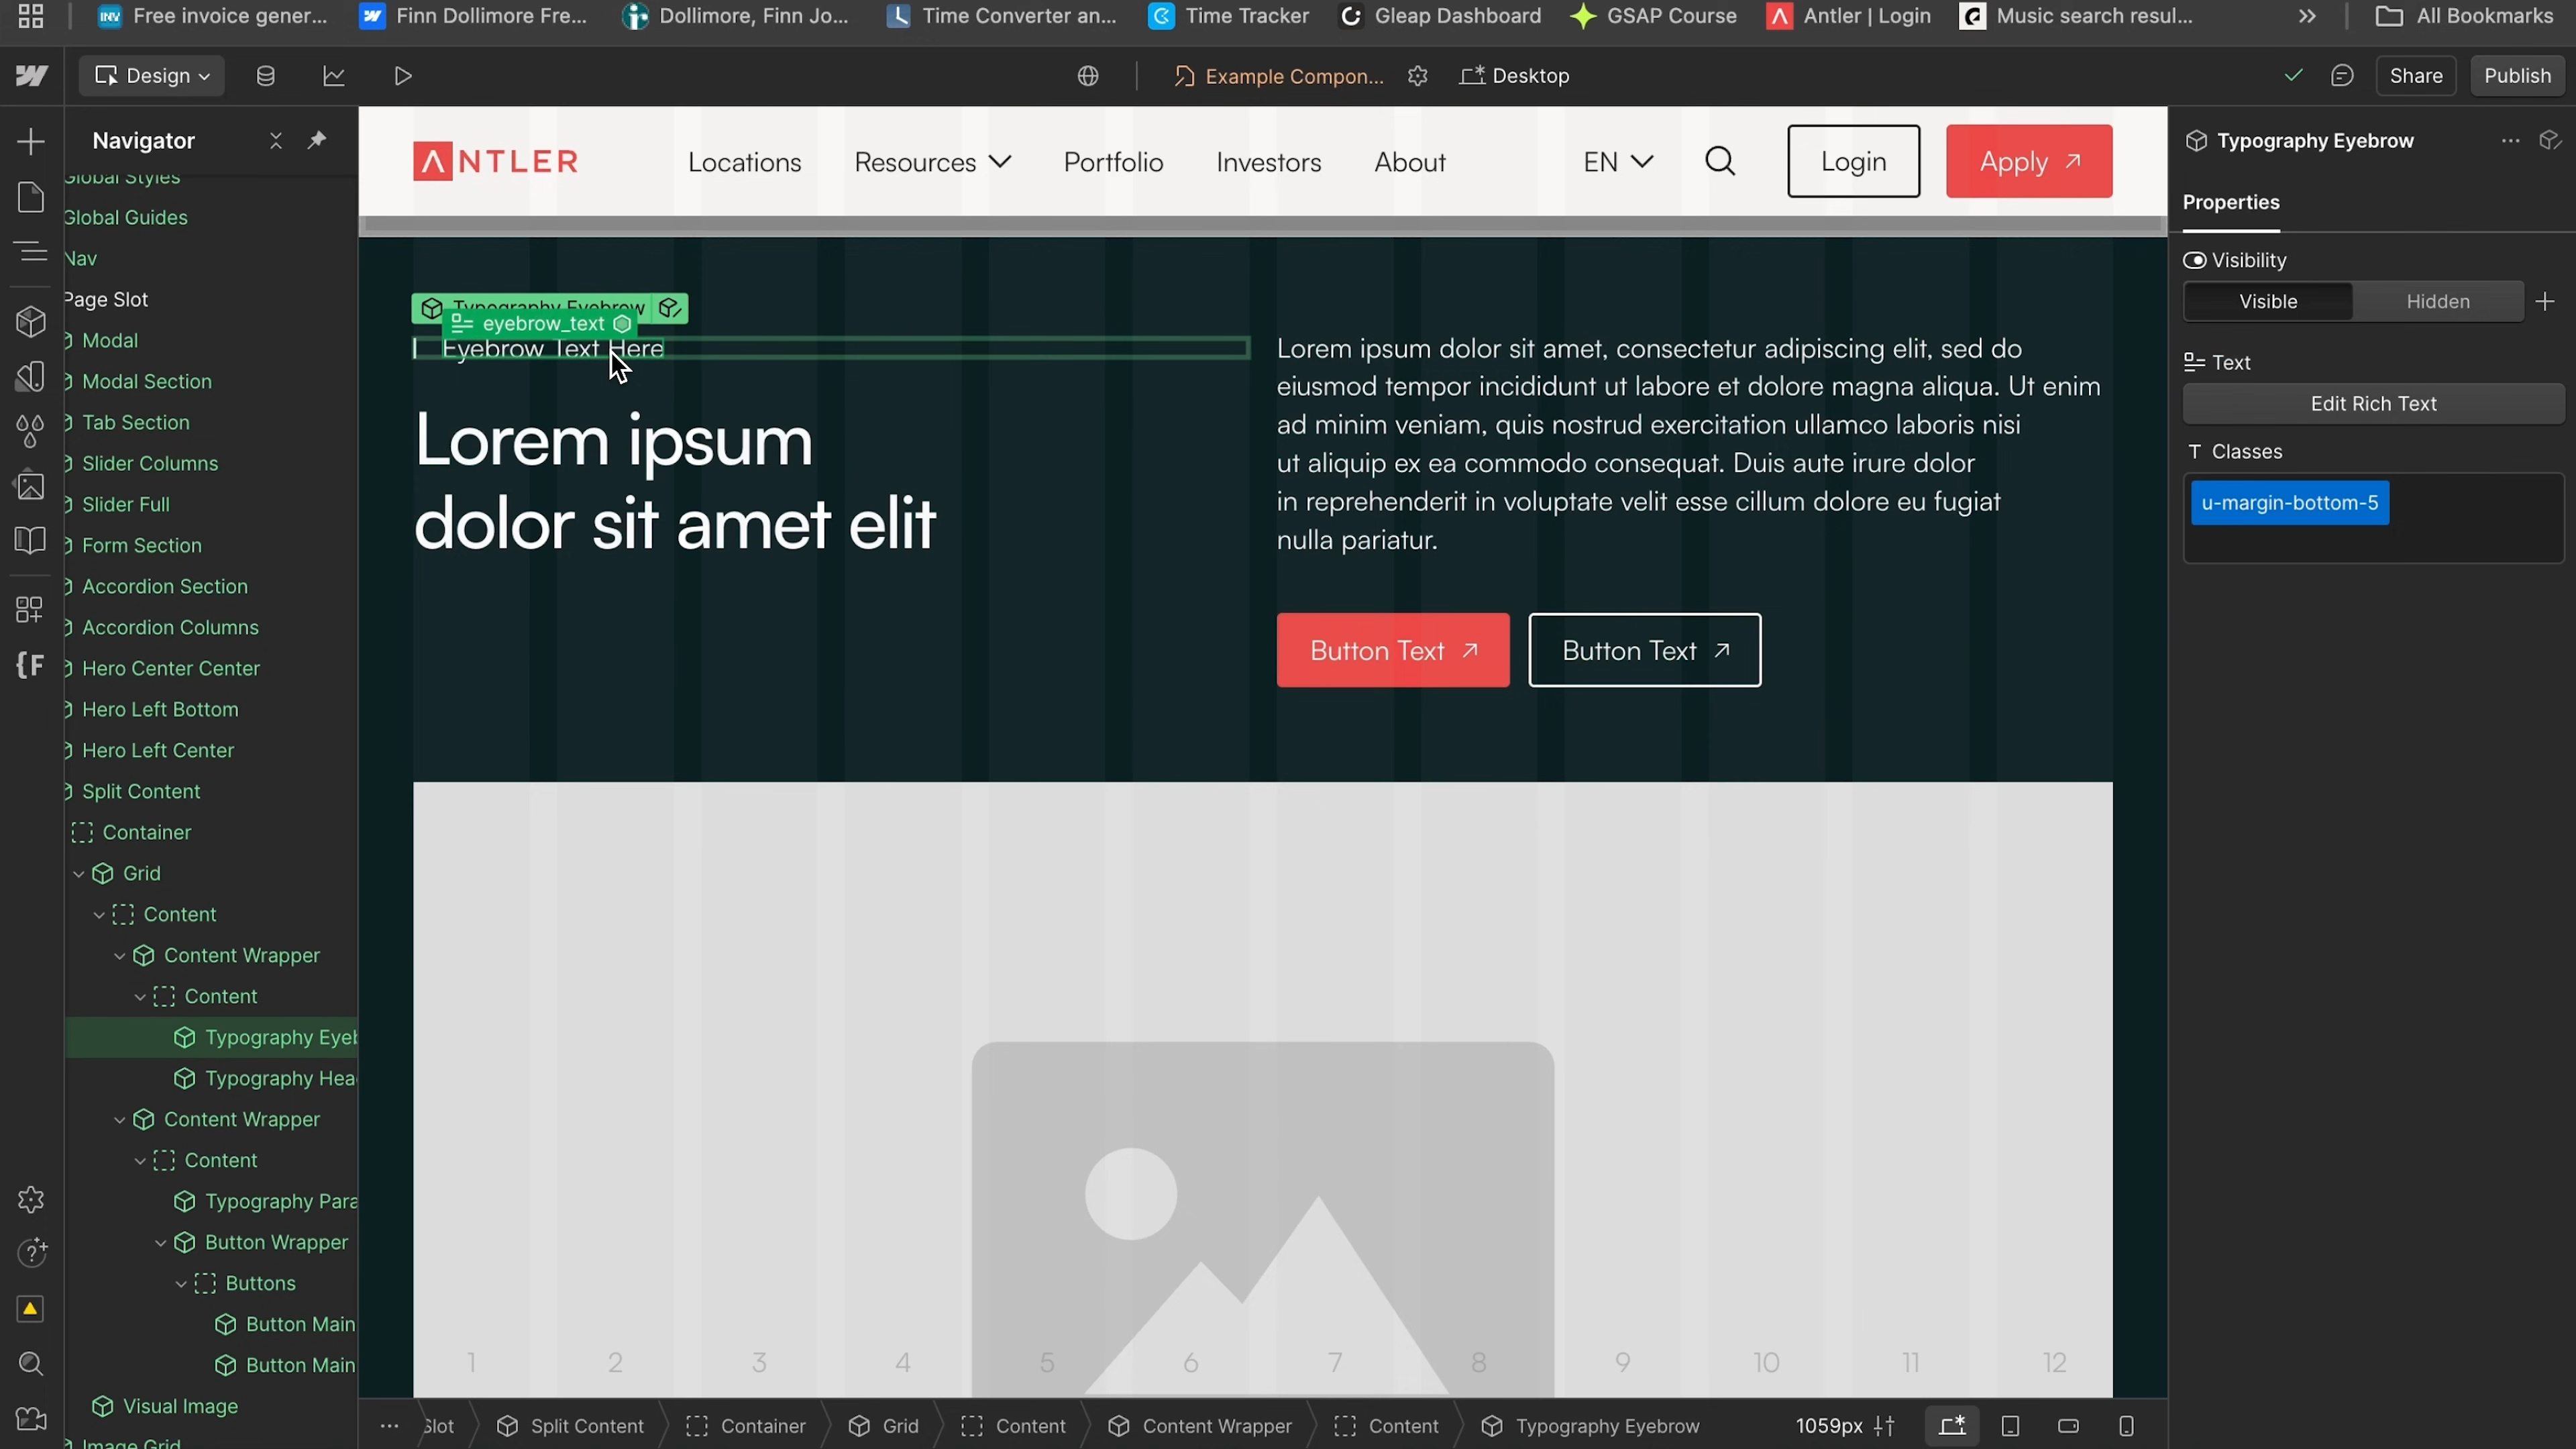 Free invoice gener...
Finn Dollimore Fre...
Dollimore, Finn Jo...
Time Converter an...
Time Tracker
Gleap Dashboard
GSAP Course
Antler | Login
Music search resul...
All Bookmarks
Design
Example Compon...
Desktop
Share
Publish
Navigator
Global Styles
Global Guides
Nav
Page Slot
Modal
Modal Section
Tab Section
Slider Columns
Slider Full
Form Section
Accordion Section
Accordion Columns
Hero Center Center
Hero Left Bottom
Hero Left Center
Split Content
Container
Grid
Content
Content Wrapper
Content
Typography Eyeb
Typography Hea
Content Wrapper
Content
Typography Para
Button Wrapper
Buttons
Button Main
Button Main
Visual Image
Image Grid
ANTLER
Locations
Resources
Portfolio
Investors
About
EN
Login
Apply
Typography Eyebrow
eyebrow_text
Eyebrow Text Here
Lorem ipsum
dolor sit amet elit
Lorem ipsum dolor sit amet, consectetur adipiscing elit, sed do
eiusmod tempor incididunt ut labore et dolore magna aliqua. Ut enim
ad minim veniam, quis nostrud exercitation ullamco laboris nisi
ut aliquip ex ea commodo consequat. Duis aute irure dolor
in reprehenderit in voluptate velit esse cillum dolore eu fugiat
nulla pariatur.
Button Text
Button Text
1 2 3 4 5 6 7 8 9 10 11 12
Slot
Split Content
Container
Grid
Content
Content Wrapper
Content
Typography Eyebrow
1059px
Typography Eyebrow
Properties
Visibility
Visible
Hidden
Text
Edit Rich Text
T Classes
u-margin-bottom-5